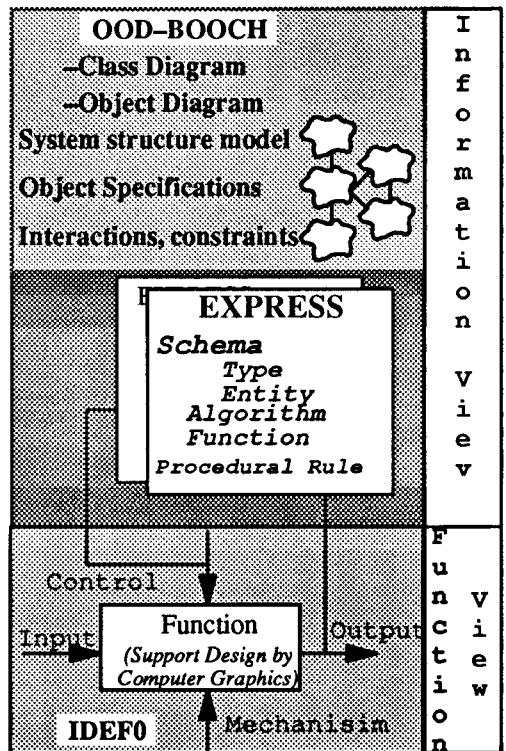 OOD–BOOCH
–Class Diagram
–Object Diagram
System structure model
Object Specifications
Interactions, constraints
EXPRESS
Schema
Type
Entity
Algorithm
Function
Procedural Rule
Control
Input
Function
(Support Design by
Computer Graphics)
Output
IDEF0
Mechanisim
Information Viev
Function
View